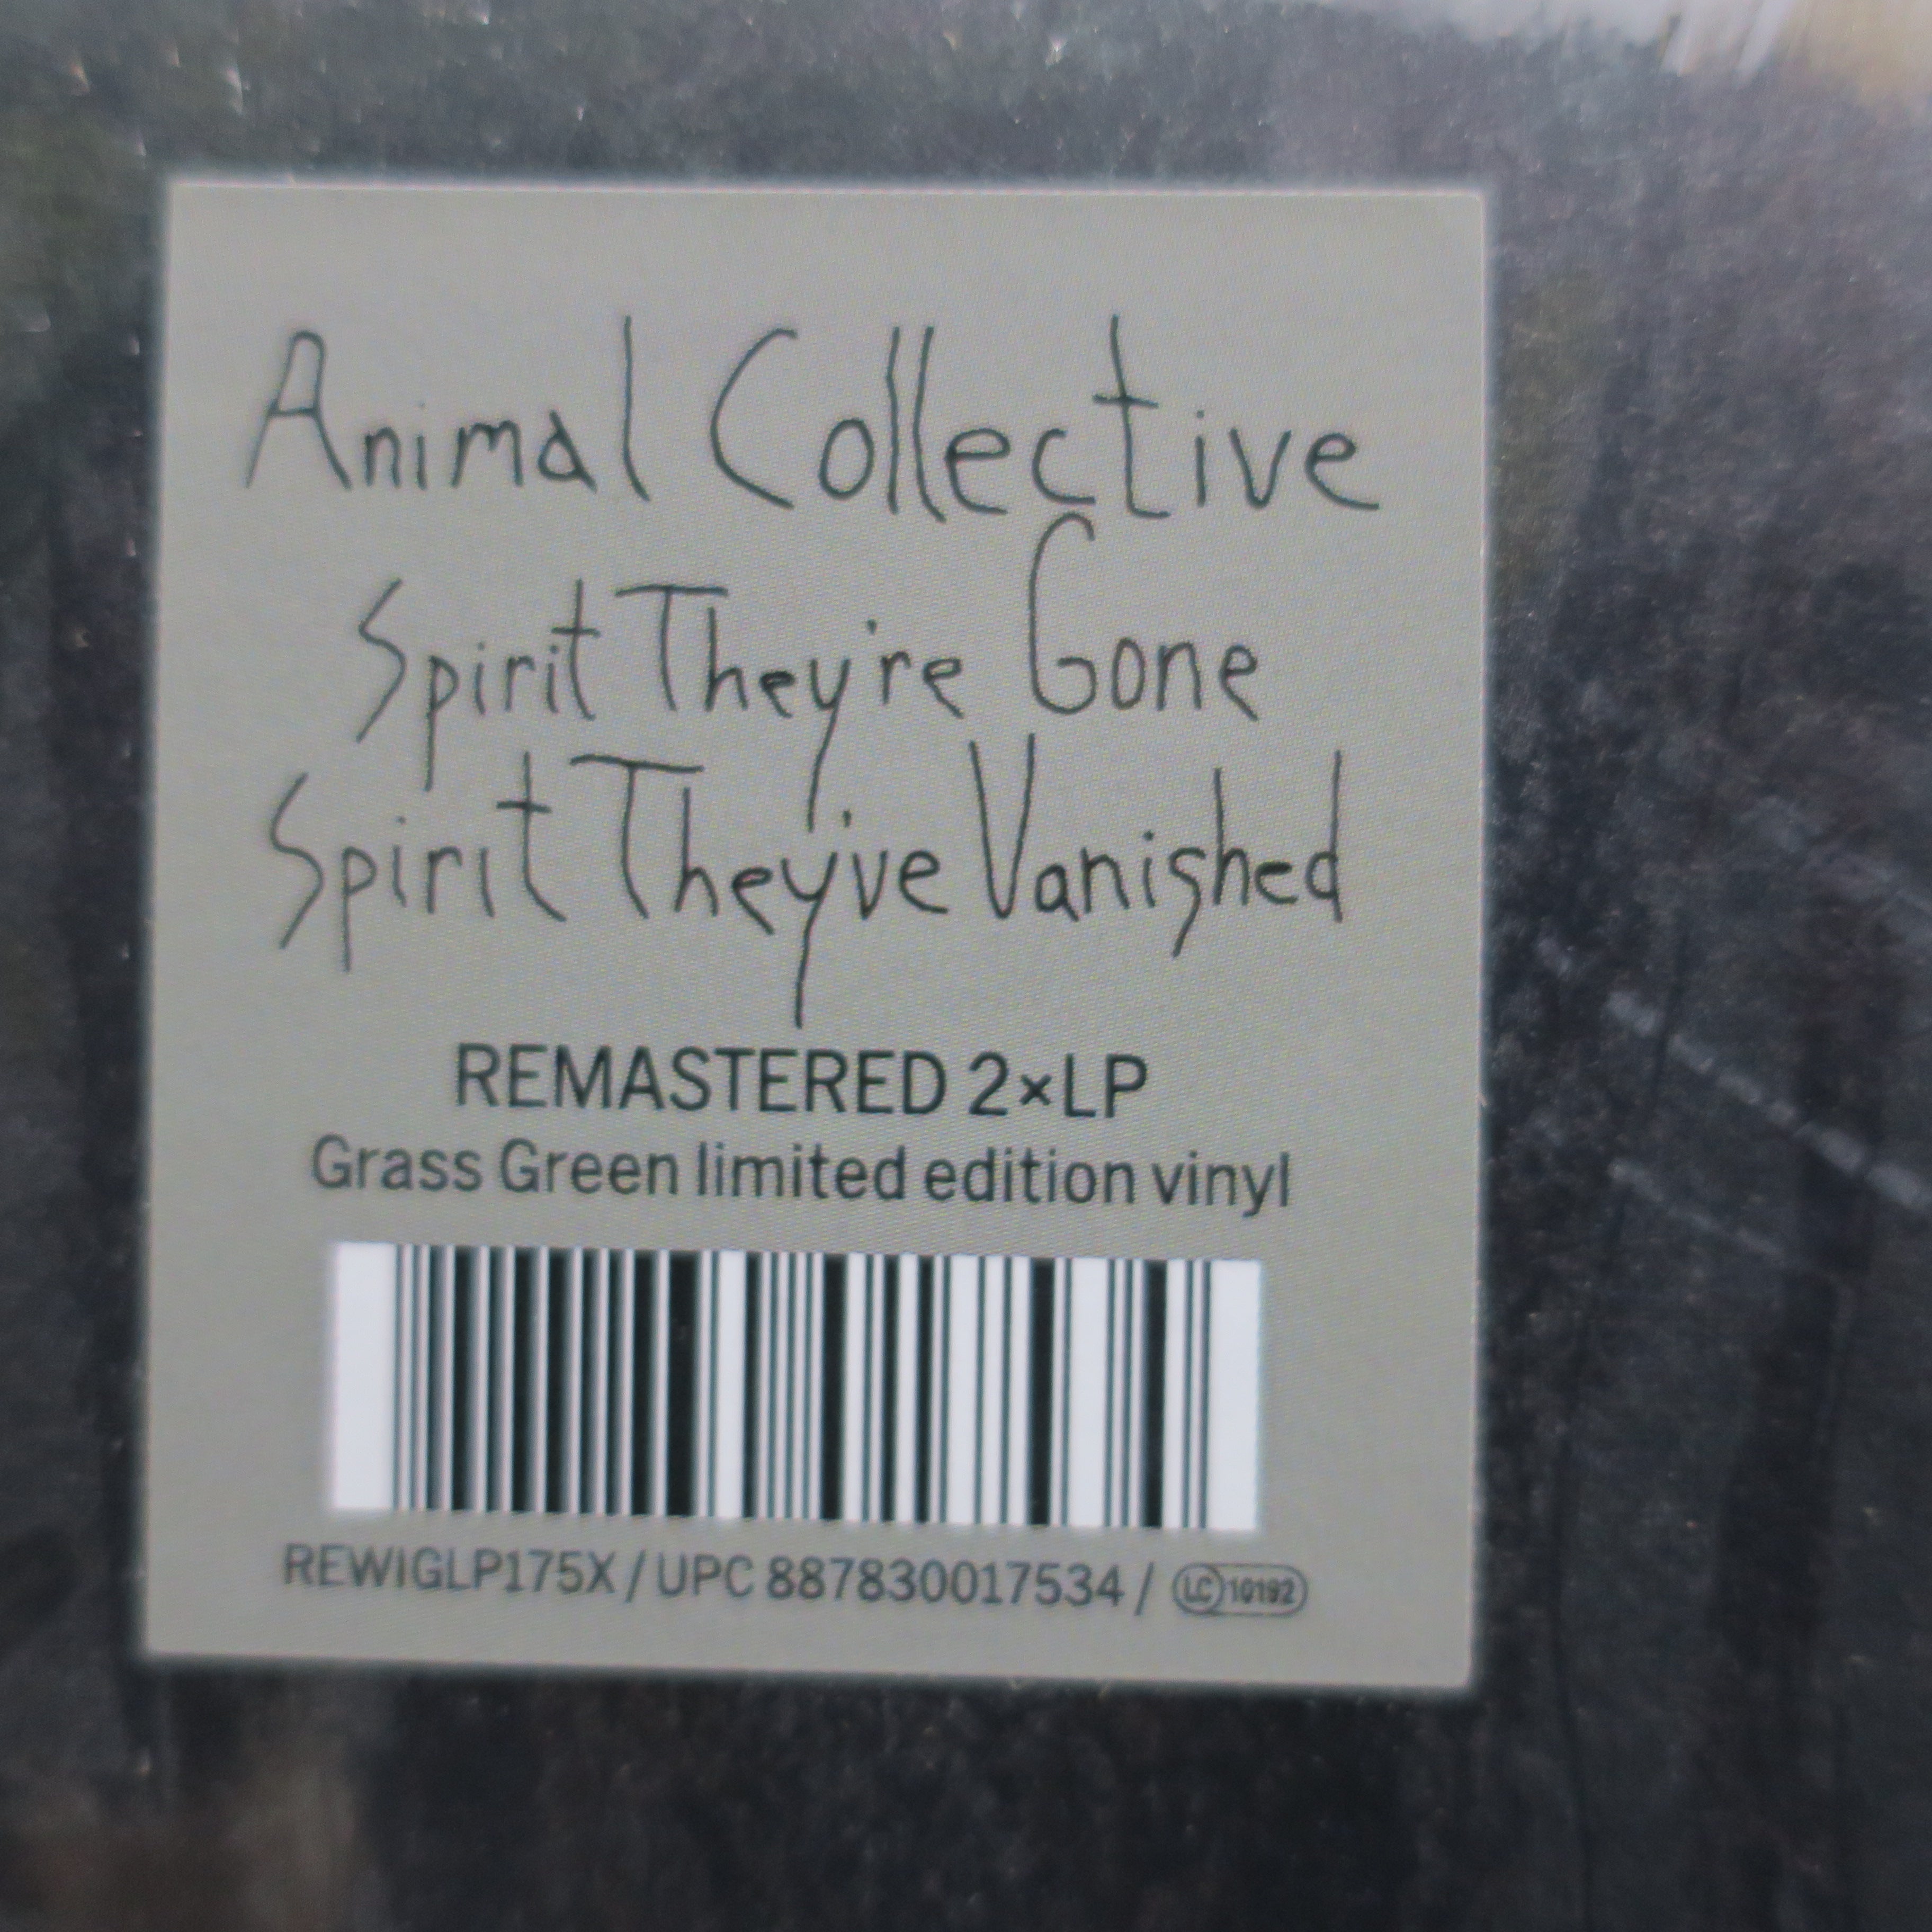 Animal Collective
Spirit They're Gone
Spirit They've Vanished
REMASTERED 2×LP
Grass Green limited edition vinyl
REWIGLP175X / UPC 887830017534 / LC 10192